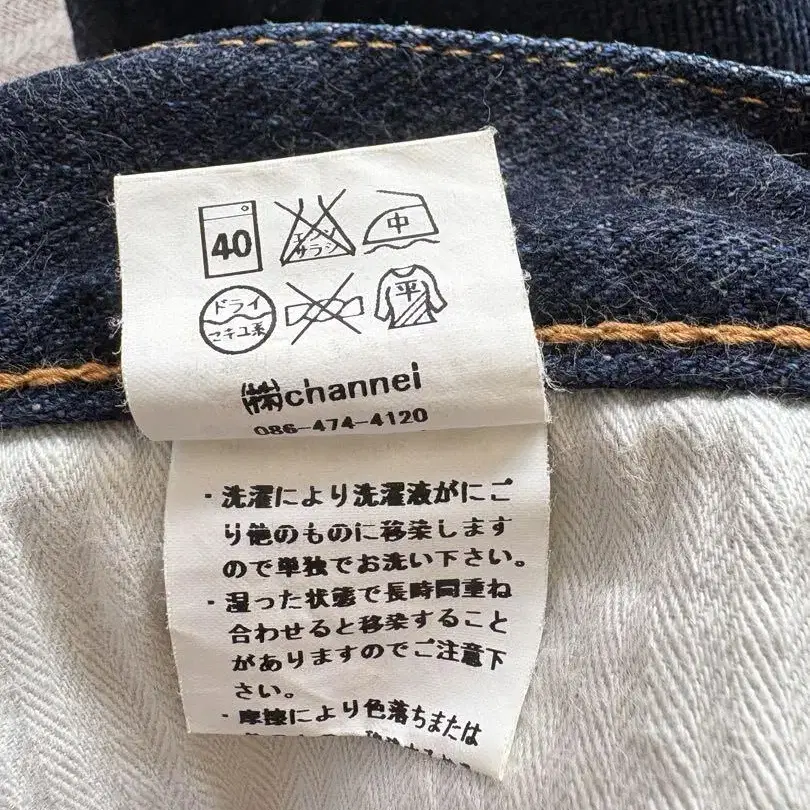 40 エンソ サラシ 中
ドライ セキユ系 平
㈱channel
086-474-4120
・洗濯により洗濯液がにご
り他のものに移染します
ので単独でお洗い下さい。
・湿った状態で長時間重ね
合わせると移染すること
がありますのでご注意下
さい。
・摩擦により色落ちまたは